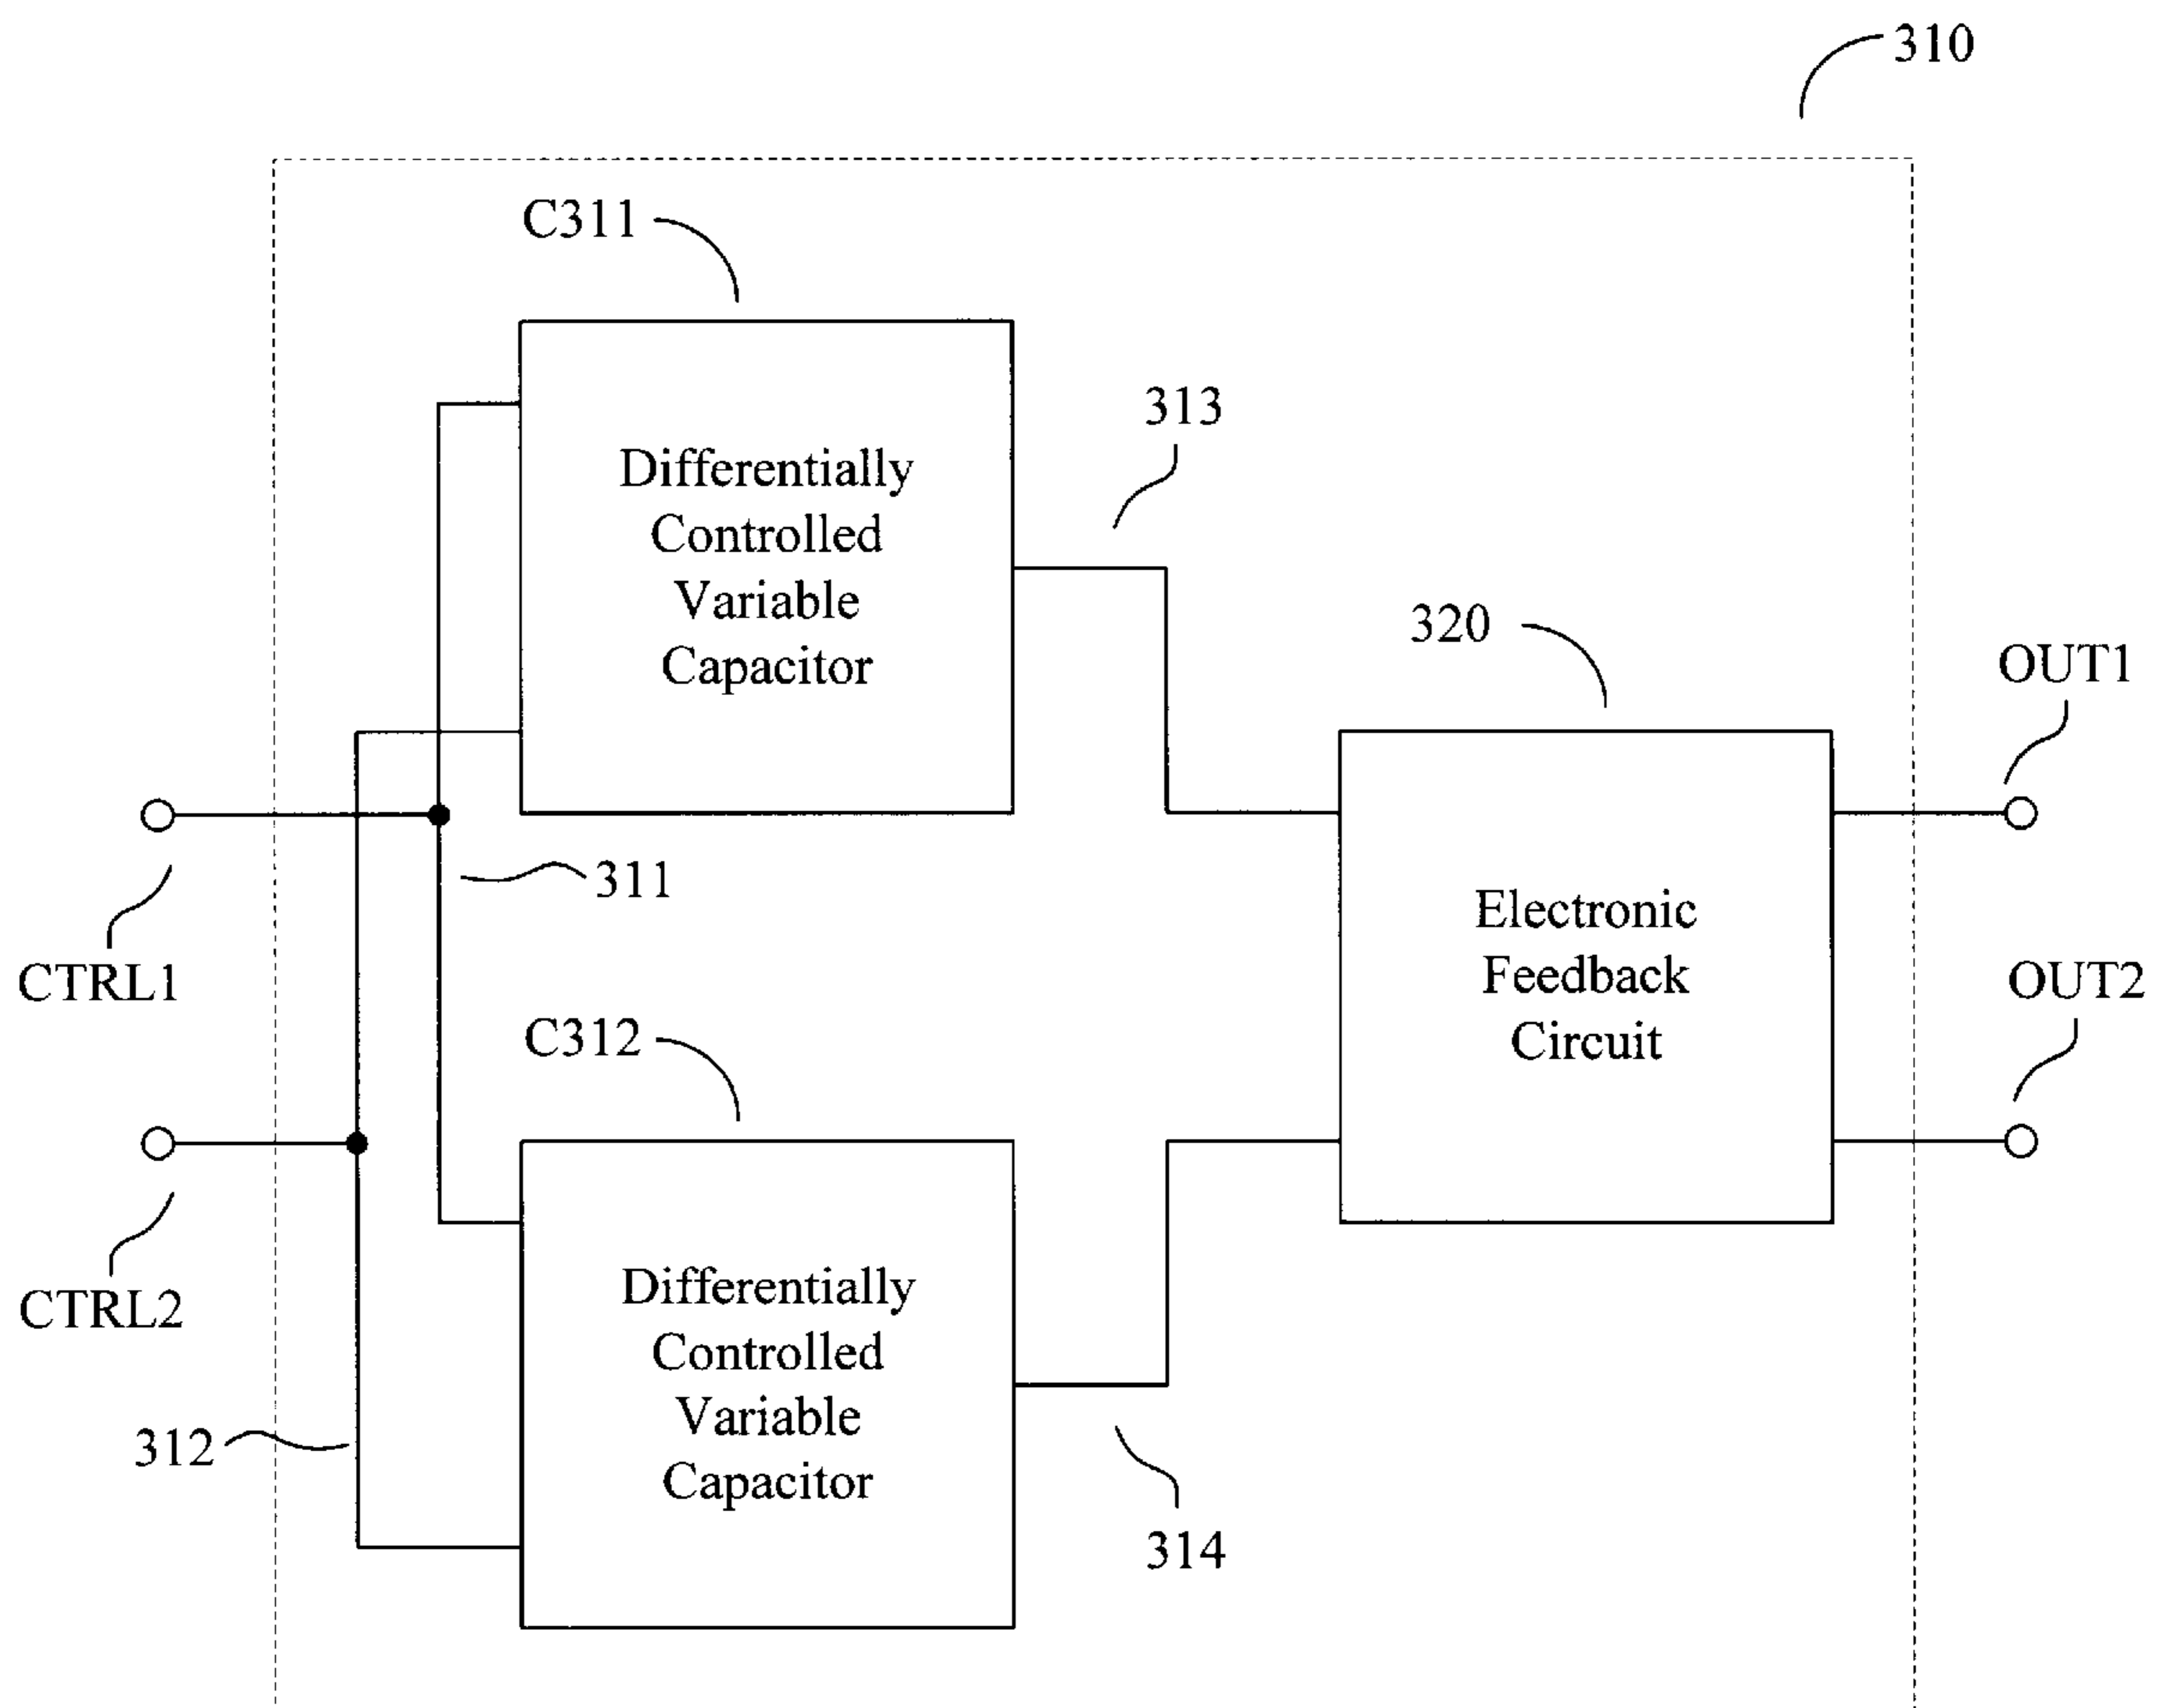 310
C311
Differentially
Controlled
Variable
Capacitor
313
320
OUT1
311
CTRL1
Electronic
Feedback
Circuit
OUT2
C312
CTRL2
Differentially
Controlled
Variable
Capacitor
312
314